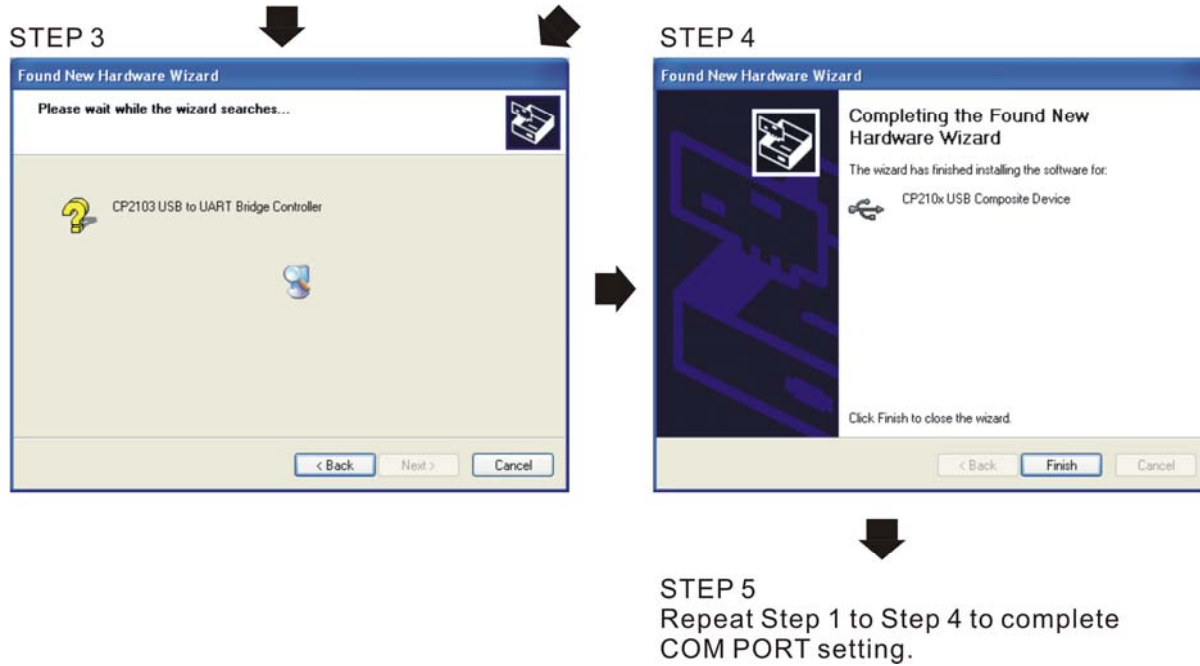 STEP 3
Found New Hardware Wizard
Please wait while the wizard searches...
CP2103 USB to UART Bridge Controller
< Back
Next >
Cancel
STEP 4
Found New Hardware Wizard
Completing the Found New
Hardware Wizard
The wizard has finished installing the software for:
CP210x USB Composite Device
Click Finish to close the wizard.
< Back
Finish
Cancel
STEP 5
Repeat Step 1 to Step 4 to complete
COM PORT setting.